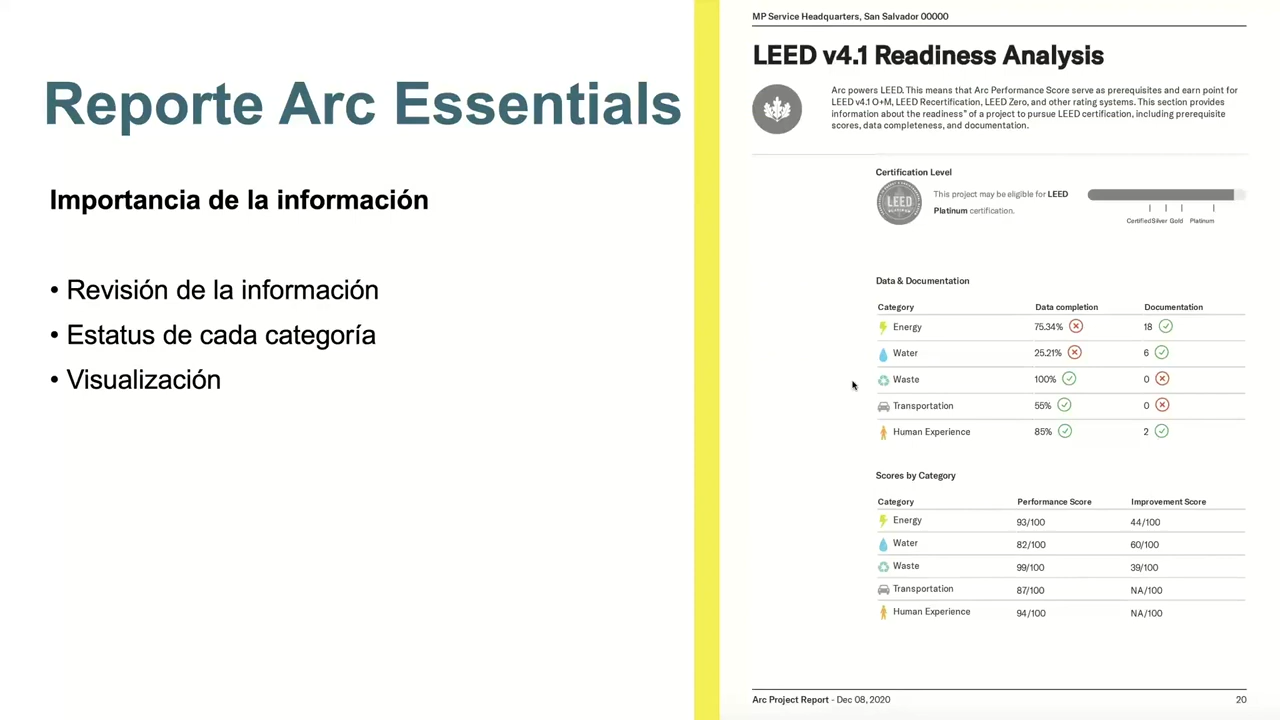 Reporte Arc Essentials
Importancia de la información
• Revisión de la información
• Estatus de cada categoría
• Visualización
MP Service Headquarters, San Salvador 00000
LEED v4.1 Readiness Analysis
Arc powers LEED. This means that Arc Performance Score serve as prerequisites and earn point for
LEED v4.1 O+M, LEED Recertification, LEED Zero, and other rating systems. This section provides
information about the readiness* of a project to pursue LEED certification, including prerequisite
scores, data completeness, and documentation.
Certification Level
LEED
PLATINUM
This project may be eligible for LEED
Platinum certification.
Certified Silver Gold Platinum
Data & Documentation
Category Data completion Documentation
Energy 75.34% 18
Water 25.21% 6
Waste 100% 0
Transportation 55% 0
Human Experience 85% 2
Scores by Category
Category Performance Score Improvement Score
Energy 93/100 44/100
Water 82/100 60/100
Waste 99/100 39/100
Transportation 87/100 NA/100
Human Experience 94/100 NA/100
Arc Project Report - Dec 08, 2020 20